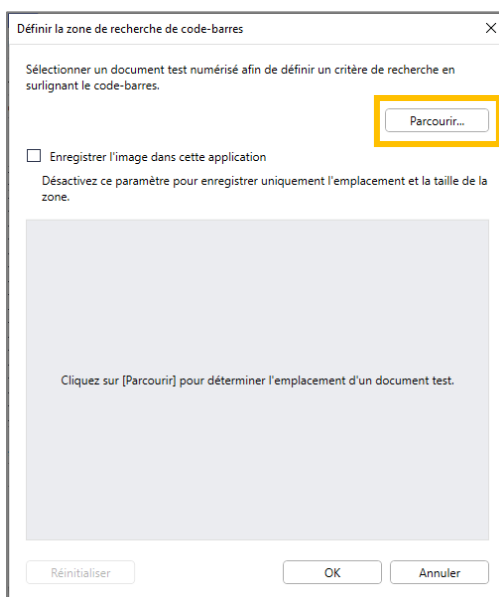 Définir la zone de recherche de code-barres
Sélectionner un document test numérisé afin de définir un critère de recherche en
surlignant le code-barres.
Parcourir...
Enregistrer l'image dans cette application
Désactivez ce paramètre pour enregistrer uniquement l'emplacement et la taille de la
zone.
Cliquez sur [Parcourir] pour déterminer l'emplacement d'un document test.
Réinitialiser
OK
Annuler